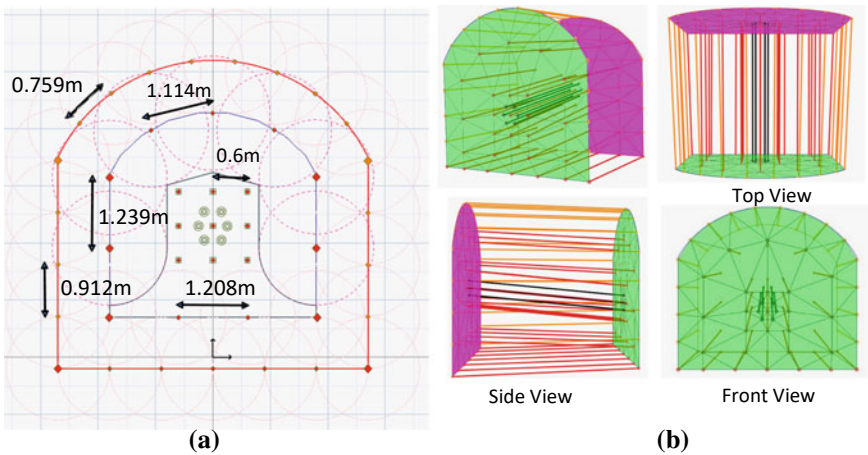 0.759m
1.114m
0.6m
1.239m
0.912m
1.208m
(a)
Top View
Side View
Front View
(b)